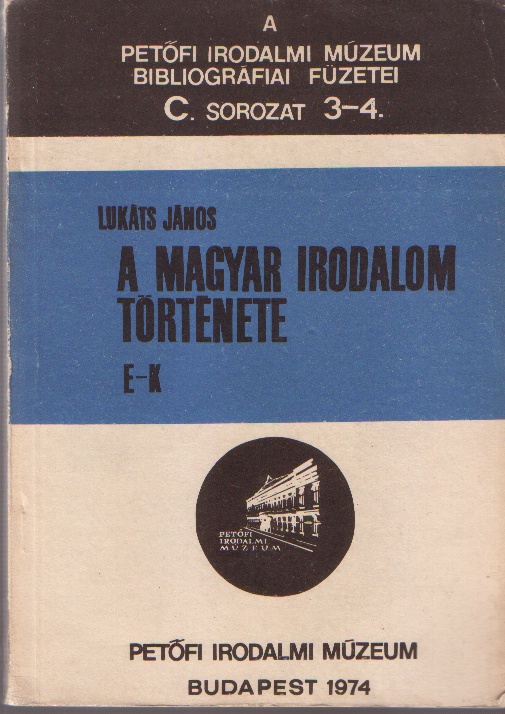 A
PETŐFI IRODALMI MÚZEUM
BIBLIOGRÁFIAI FÜZETEI
C. SOROZAT 3-4.
LUKÁTS JÁNOS
A MAGYAR IRODALOM
TÖRTÉNETE
E-K
PETŐFI
IRODALMI
MÚZEUM
PETŐFI IRODALMI MÚZEUM
BUDAPEST 1974